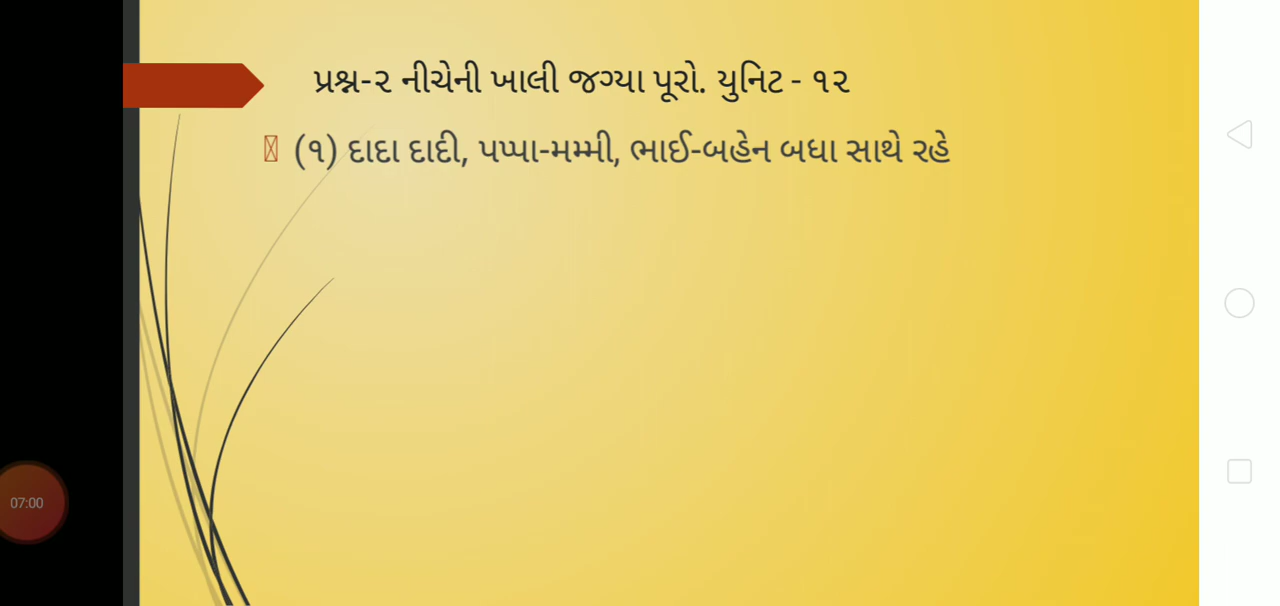 પ્રશ્ન-૨ નીચેની ખાલી જગ્યા પૂરો. યુનિટ - ૧૨
(૧) દાદા દાદી, પપ્પા-મમ્મી, ભાઈ-બહેન બધા સાથે રહે
07:00